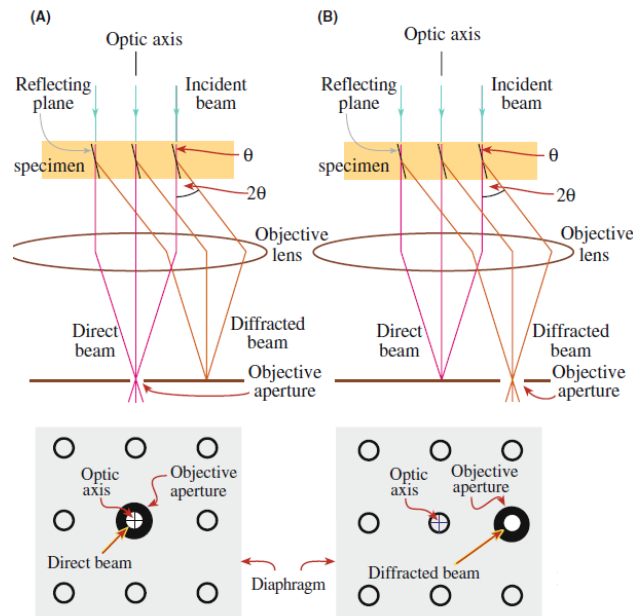 (A)
Optic axis
Reflecting
plane
Incident
beam
specimen
θ
2θ
Objective
lens
Direct
beam
Diffracted
beam
Objective
aperture
Optic
axis
Objective
aperture
Direct beam
(B)
Optic axis
Reflecting
plane
Incident
beam
specimen
θ
2θ
Objective
lens
Direct
beam
Diffracted
beam
Objective
aperture
Optic
axis
Objective
aperture
Diffracted beam
Diaphragm